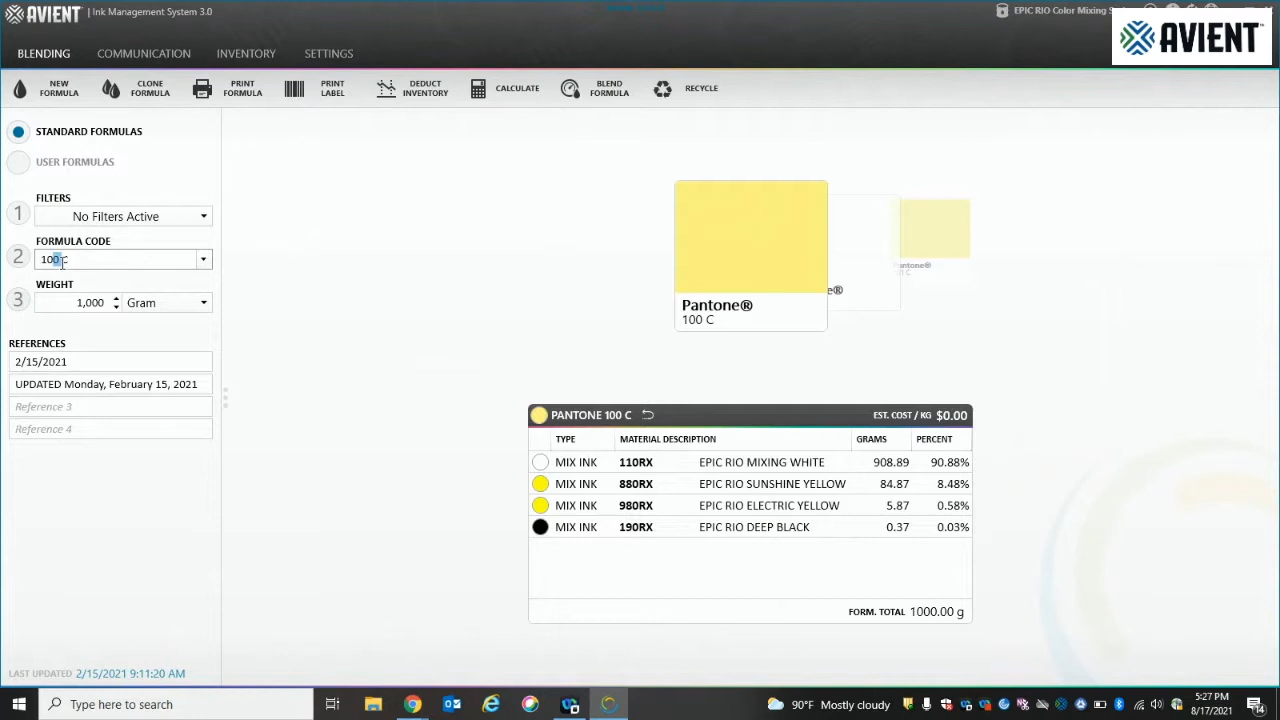 AVIENT | Ink Management System 3.0
EPIC RIO Color Mixing
AVIENT
BLENDING COMMUNICATION INVENTORY SETTINGS
NEW FORMULA
CLONE FORMULA
PRINT FORMULA
PRINT LABEL
DEDUCT INVENTORY
CALCULATE
BLEND FORMULA
RECYCLE
STANDARD FORMULAS
USER FORMULAS
FILTERS
1 No Filters Active
FORMULA CODE
2 100 C
WEIGHT
3 1,000 Gram
REFERENCES
2/15/2021
UPDATED Monday, February 15, 2021
Reference 3
Reference 4
Pantone®
100 C
e®
Pantone®
100 C
PANTONE 100 C EST. COST / KG $0.00
TYPE MATERIAL DESCRIPTION GRAMS PERCENT
MIX INK 110RX EPIC RIO MIXING WHITE 908.89 90.88%
MIX INK 880RX EPIC RIO SUNSHINE YELLOW 84.87 8.48%
MIX INK 980RX EPIC RIO ELECTRIC YELLOW 5.87 0.58%
MIX INK 190RX EPIC RIO DEEP BLACK 0.37 0.03%
FORM. TOTAL 1000.00 g
LAST UPDATED 2/15/2021 9:11:20 AM
Type here to search
90°F Mostly cloudy
5:27 PM
8/17/2021
14